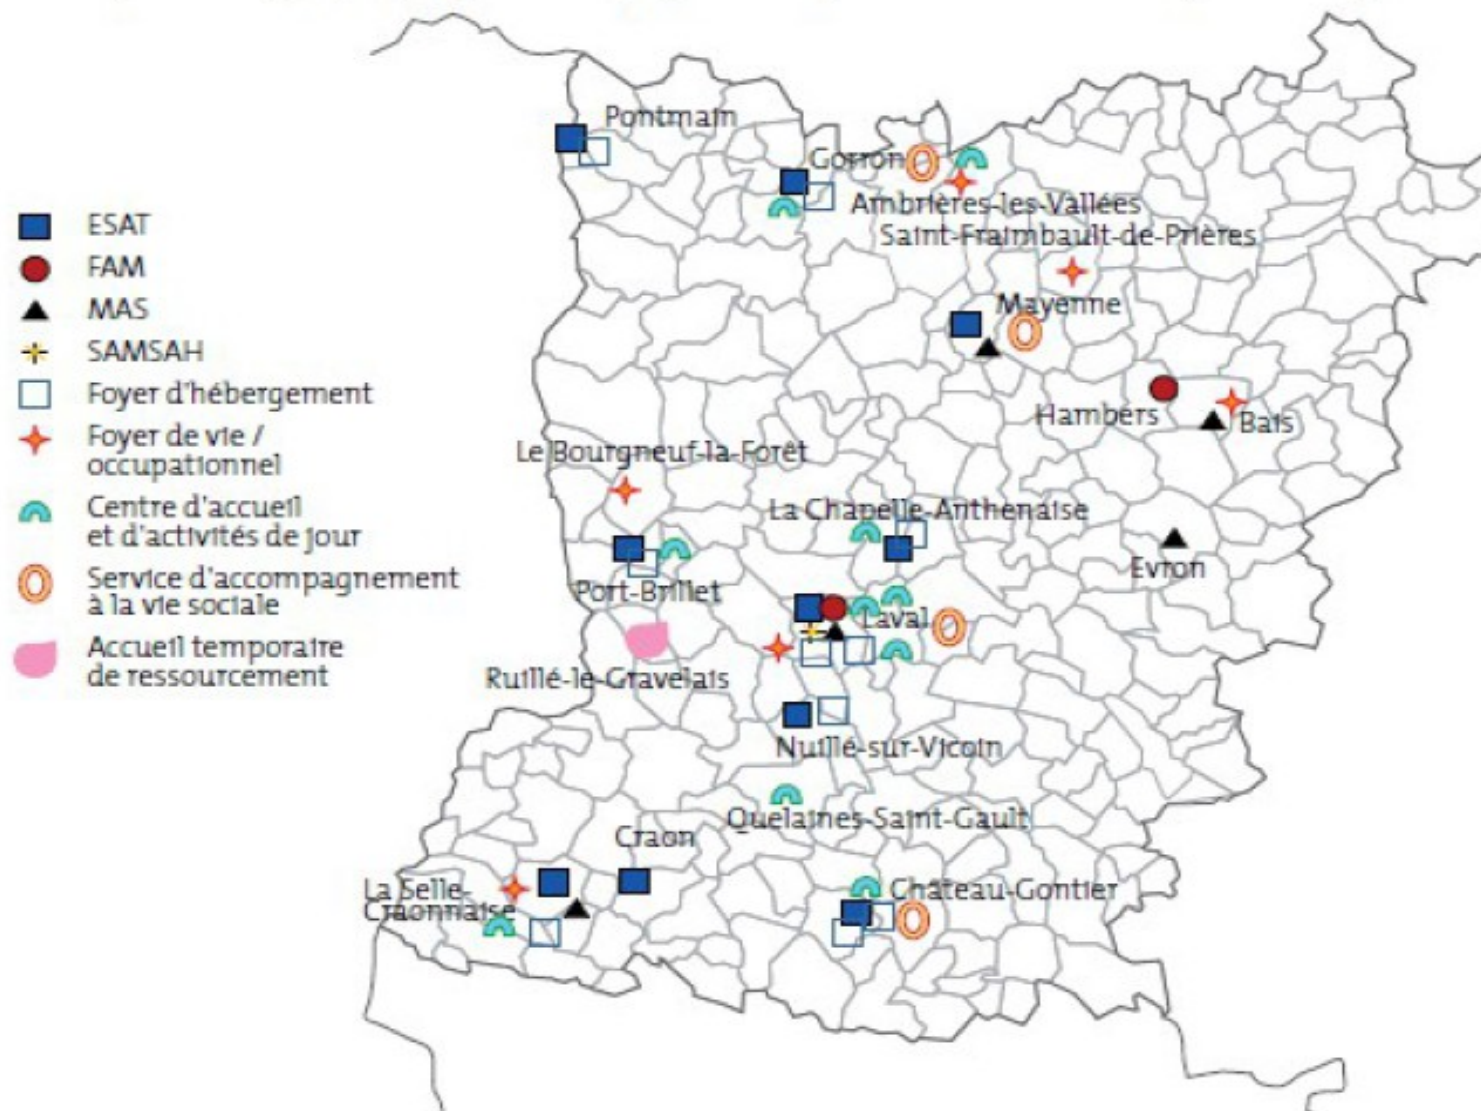 ESAT
FAM
MAS
SAMSAH
Foyer d'hébergement
Foyer de vie /
occupationnel
Centre d'accueil
et d'activités de jour
Service d'accompagnement
à la vie sociale
Accueil temporaire
de ressourcement
Pontmain
Gorron
Ambrières-les-Vallées
Saint-Fraimbault-de-Prières
Mayenne
Hambers
Bais
Le Bourgneuf-la-Forêt
La Chapelle-Anthenaise
Evron
Port-Brillet
Laval
Ruillé-le-Gravelais
Nuillé-sur-Vicoin
Quelaines-Saint-Gault
Craon
La Selle-
Craonnaise
Château-Gontier